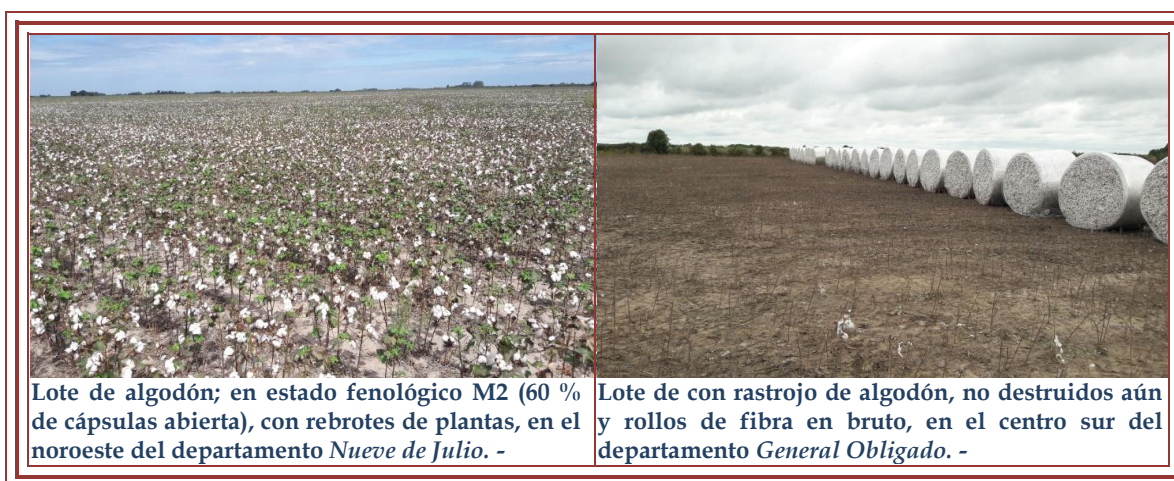 Lote de algodón; en estado fenológico M2 (60 %
de cápsulas abierta), con rebrotes de plantas, en el
noroeste del departamento Nueve de Julio. -
Lote de con rastrojo de algodón, no destruidos aún
y rollos de fibra en bruto, en el centro sur del
departamento General Obligado. -